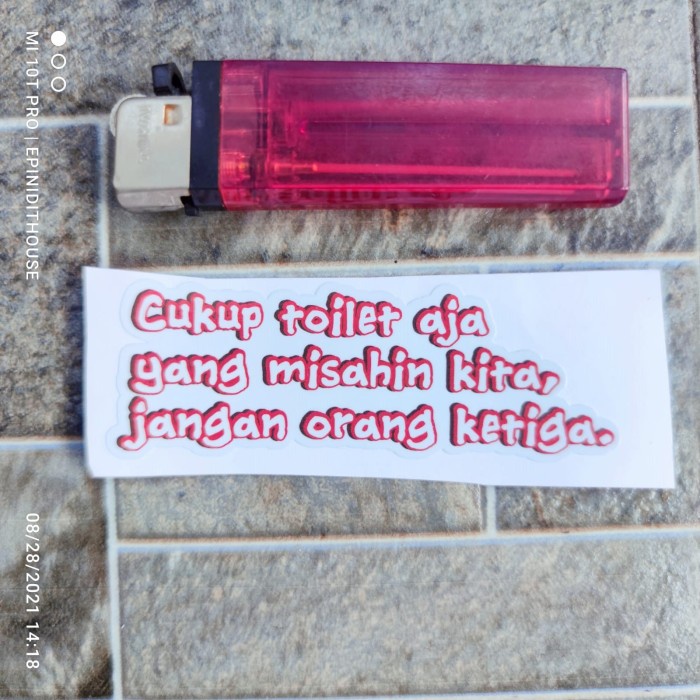 Cukup toilet aja
yang misahin kita,
jangan orang ketiga.
MI 10T PRO | EPINIDITHOUSE
08/28/2021 14:18